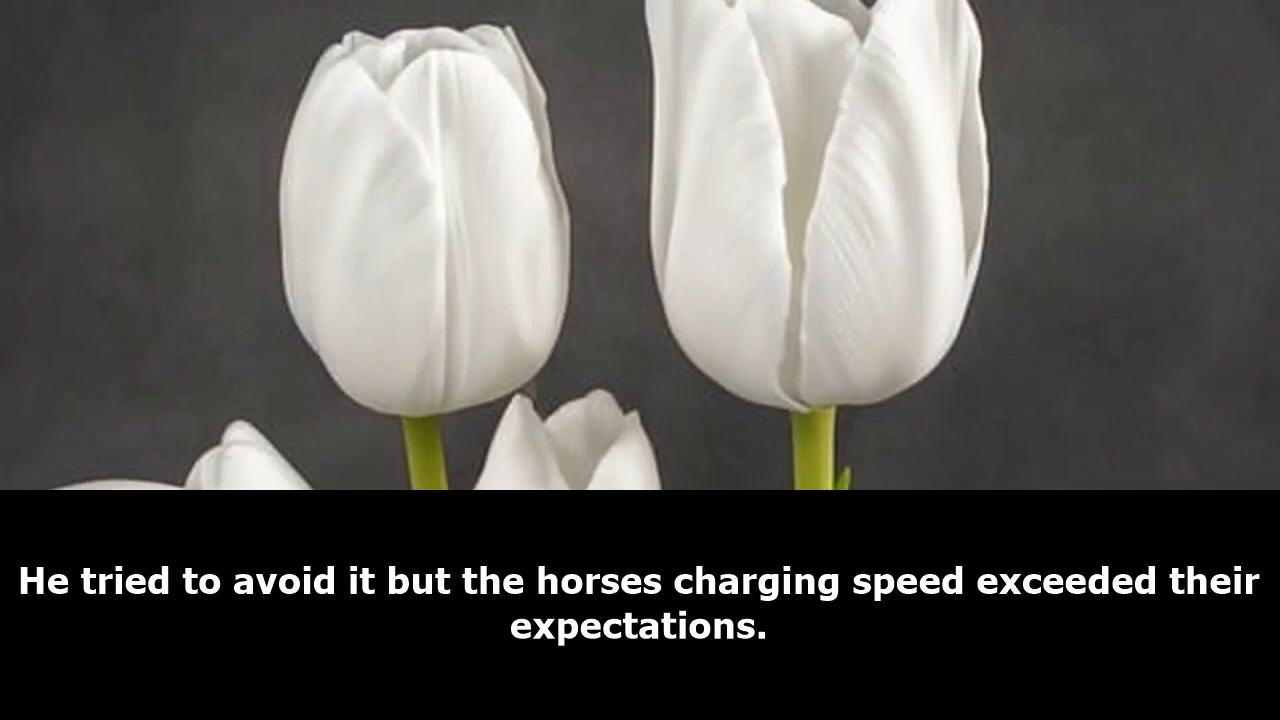 He tried to avoid it but the horses charging speed exceeded their
expectations.